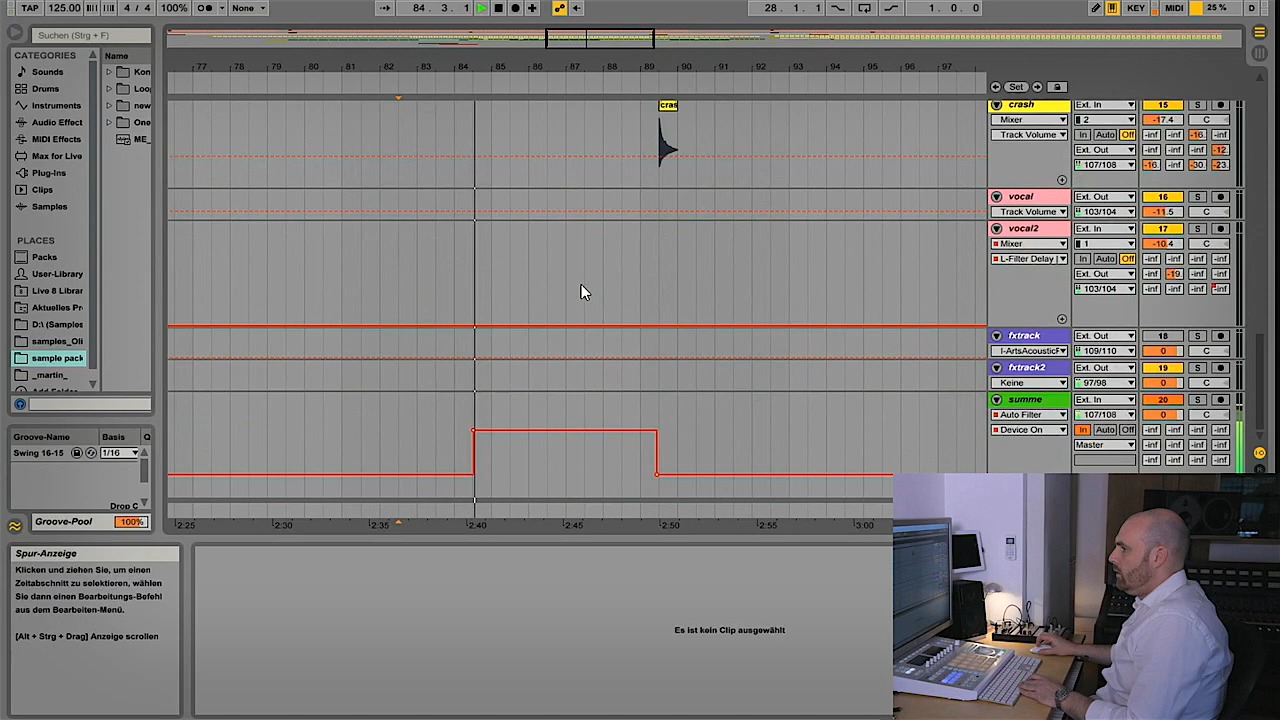 TAP 125.00 4 / 4 100% None 84. 3. 1 28. 1. 1 1. 0. 0 KEY MIDI 25 % D
Suchen (Strg + F)
CATEGORIES
Sounds
Drums
Instruments
Audio Effect
MIDI Effects
Max for Live
Plug-Ins
Clips
Samples
PLACES
Packs
User-Library
Live 8 Librar
Aktuelles Pr
D:\ (Samples
samples_Oli
sample pack
_martin_
Name
Kon
Loo
new
One
ME_
77 78 79 80 81 82 83 84 85 86 87 88 89 90 91 92 93 94 95 96 97
Set
cras
crash Ext. In 15 S
Mixer 2 -17.4 C
Track Volume In Auto Off -inf -inf -16. -inf
Ext. Out -inf -inf -inf -12.
107/108 -16. -inf -30. -23.
vocal Ext. Out 16 S
Track Volume 103/104 -11.5 C
vocal2 Ext. In 17 S
Mixer 1 -10.4 C
L-Filter Delay | In Auto Off -inf -inf -inf -inf
Ext. Out -inf -19. -inf -inf
103/104 -inf -inf -inf -inf
fxtrack Ext. Out 18 S
I-ArtsAcousticF 109/110 0 C
fxtrack2 Ext. Out 19 S
Keine 97/98 0 C
summe Ext. In 20 S
Auto Filter 107/108 0 C
Device On In Auto Off -inf -inf -inf -inf
Master -inf -inf -inf -inf
-inf -inf -inf -inf
Groove-Name Basis Q
Swing 16-15 1/16
Drop C
Groove-Pool 100%
2:25 2:30 2:35 2:40 2:45 2:50 2:55 3:00
Spur-Anzeige
Klicken und ziehen Sie, um einen
Zeitabschnitt zu selektieren, wählen
Sie dann einen Bearbeitungs-Befehl
aus dem Bearbeiten-Menü.
[Alt + Strg + Drag] Anzeige scrollen
Es ist kein Clip ausgewählt